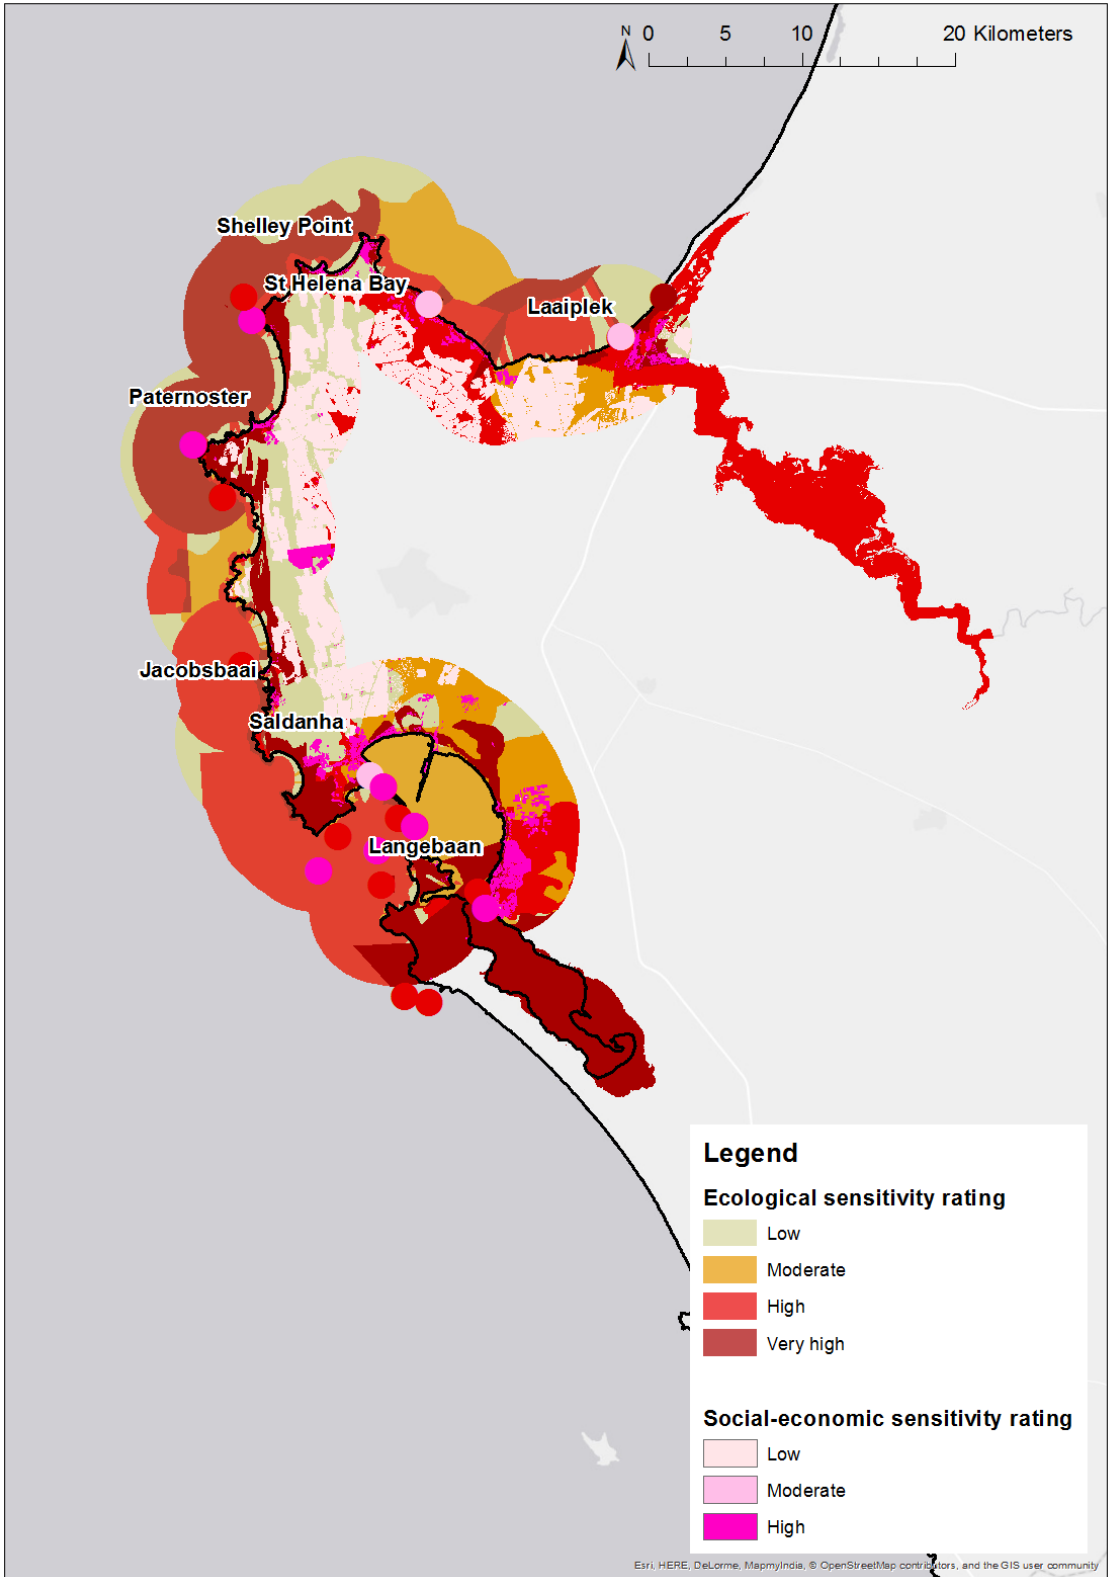 N 0 5 10 20 Kilometers
Shelley Point
St Helena Bay
Laaiplek
Paternoster
Jacobsbaai
Saldanha
Langebaan
Legend
Ecological sensitivity rating
Low
Moderate
High
Very high
Social-economic sensitivity rating
Low
Moderate
High
Esri, HERE, DeLorme, MapmyIndia, © OpenStreetMap contributors, and the GIS user community